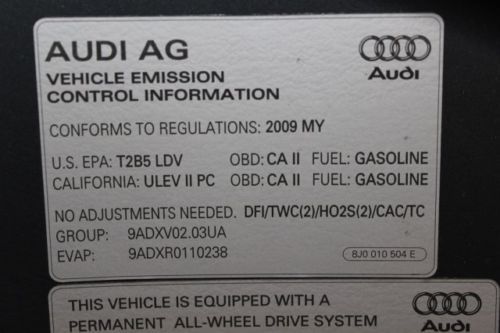 AUDI AG
Audi
VEHICLE EMISSION
CONTROL INFORMATION
CONFORMS TO REGULATIONS: 2009 MY
U.S. EPA: T2B5 LDV OBD: CA II FUEL: GASOLINE
CALIFORNIA: ULEV II PC OBD: CA II FUEL: GASOLINE
NO ADJUSTMENTS NEEDED. DFI/TWC(2)/HO2S(2)/CAC/TC
GROUP: 9ADXV02.03UA
EVAP: 9ADXR0110238
8J0 010 504 E
THIS VEHICLE IS EQUIPPED WITH A
PERMANENT ALL-WHEEL DRIVE SYSTEM
Audi